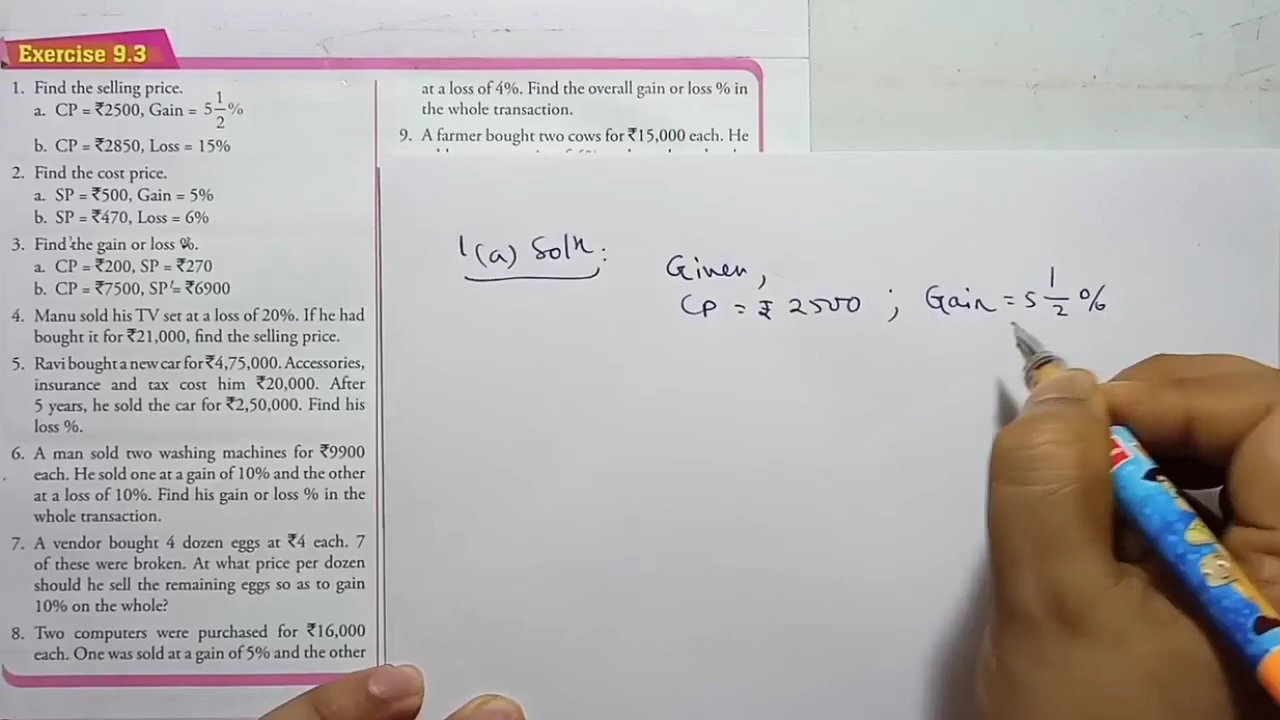 Exercise 9.3
1. Find the selling price.
a. CP = ₹2500, Gain = 5 1/2 %
b. CP = ₹2850, Loss = 15%
2. Find the cost price.
a. SP = ₹500, Gain = 5%
b. SP = ₹470, Loss = 6%
3. Find the gain or loss %.
a. CP = ₹200, SP = ₹270
b. CP = ₹7500, SP = ₹6900
4. Manu sold his TV set at a loss of 20%. If he had
bought it for ₹21,000, find the selling price.
5. Ravi bought a new car for ₹4,75,000. Accessories,
insurance and tax cost him ₹20,000. After
5 years, he sold the car for ₹2,50,000. Find his
loss %.
6. A man sold two washing machines for ₹9900
each. He sold one at a gain of 10% and the other
at a loss of 10%. Find his gain or loss % in the
whole transaction.
7. A vendor bought 4 dozen eggs at ₹4 each. 7
of these were broken. At what price per dozen
should he sell the remaining eggs so as to gain
10% on the whole?
8. Two computers were purchased for ₹16,000
each. One was sold at a gain of 5% and the other
at a loss of 4%. Find the overall gain or loss % in
the whole transaction.
9. A farmer bought two cows for ₹15,000 each. He
1(a) Soln:
Given,
CP = ₹ 2500 ; Gain = 5 1/2 %